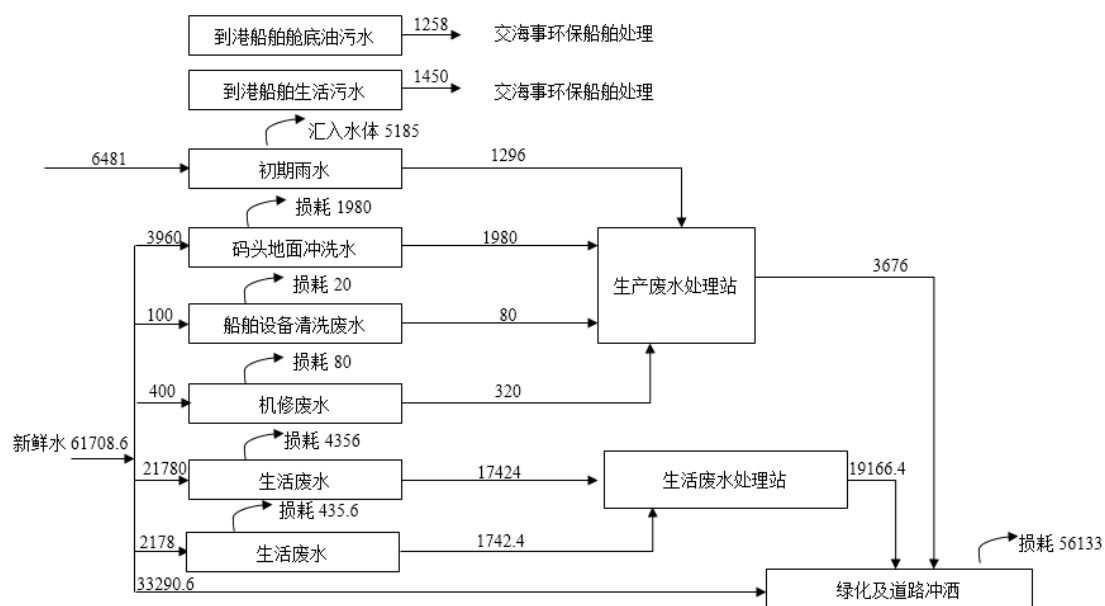 到港船舶舱底油污水
1258
交海事环保船舶处理
到港船舶生活污水
1450
交海事环保船舶处理
汇入水体 5185
6481
初期雨水
1296
损耗 1980
3960
码头地面冲洗水
1980
生产废水处理站
3676
损耗 20
100
船舶设备清洗废水
80
损耗 80
400
机修废水
320
新鲜水 61708.6
损耗 4356
21780
生活废水
17424
生活废水处理站
19166.4
损耗 435.6
2178
生活废水
1742.4
损耗 56133
33290.6
绿化及道路冲洒